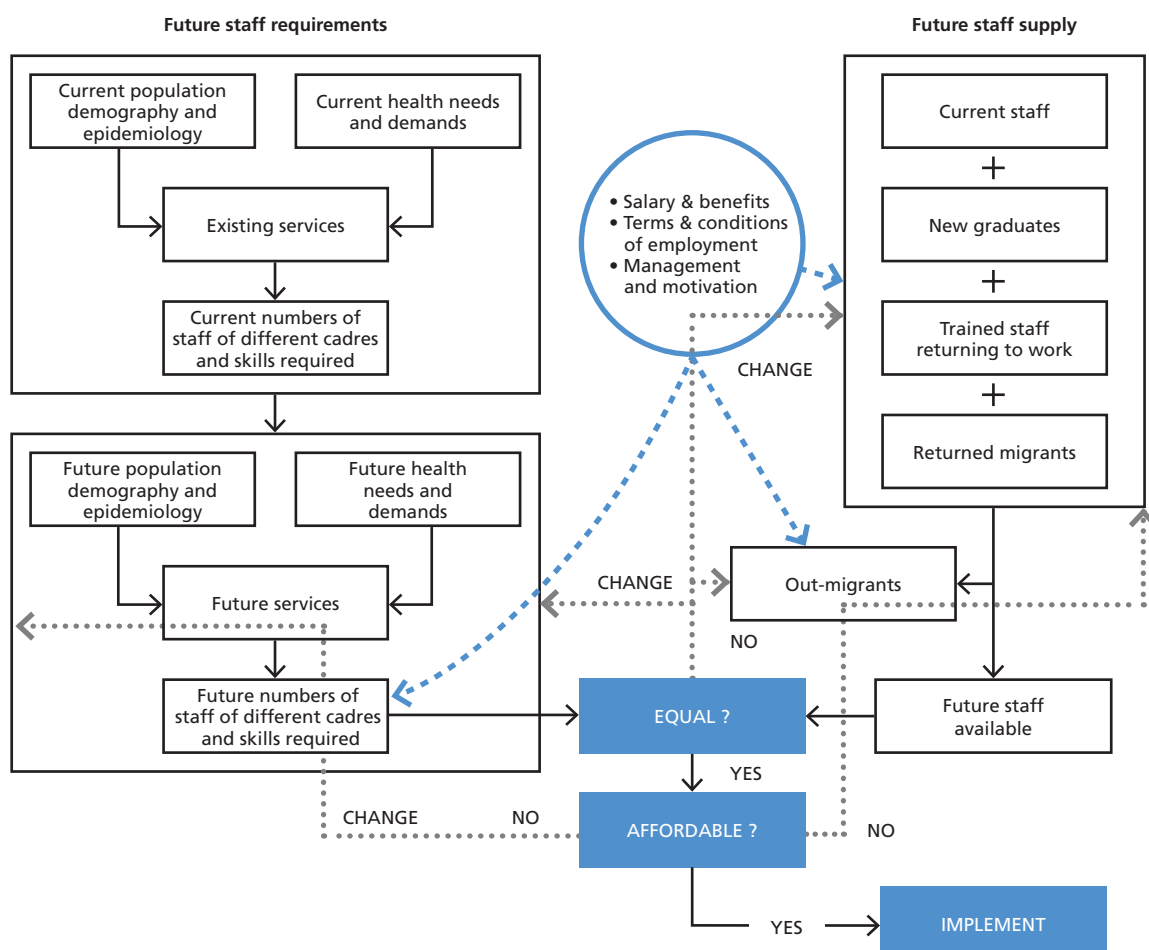 Future staff requirements
Future staff supply
Current population
demography and
epidemiology
Current health needs
and demands
Existing services
Current numbers of
staff of different cadres
and skills required
• Salary & benefits
• Terms & conditions
of employment
• Management
and motivation
Current staff
+
New graduates
+
Trained staff
returning to work
+
Returned migrants
CHANGE
Future population
demography and
epidemiology
Future health
needs and
demands
Future services
Future numbers of
staff of different cadres
and skills required
CHANGE
Out-migrants
NO
EQUAL ?
Future staff
available
YES
CHANGE
NO
AFFORDABLE ?
NO
YES
IMPLEMENT